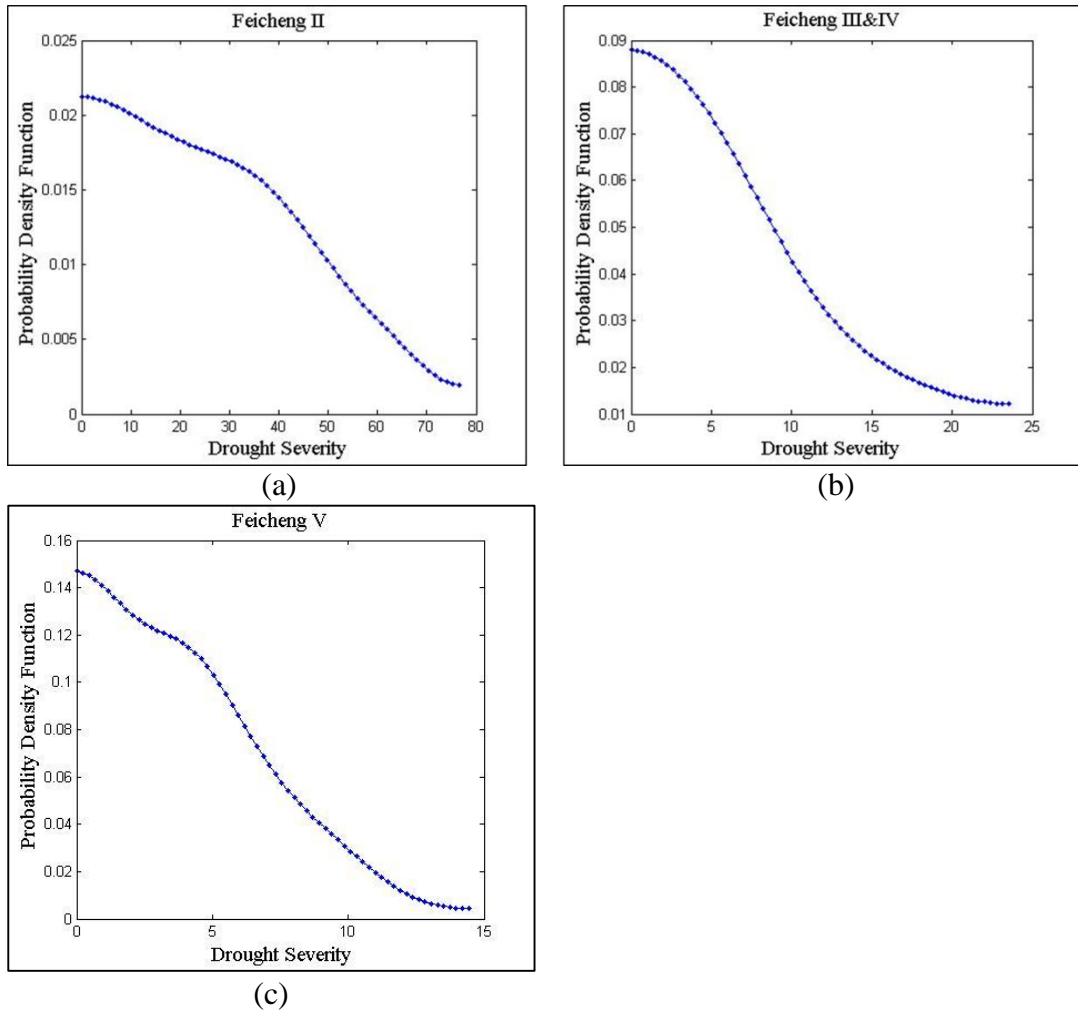 Feicheng II
0.025
0.02
0.015
0.01
0.005
0
Probability Density Function
0 10 20 30 40 50 60 70 80
Drought Severity
(a)
Feicheng III&IV
0.09
0.08
0.07
0.06
0.05
0.04
0.03
0.02
0.01
Probability Density Function
0 5 10 15 20 25
Drought Severity
(b)
Feicheng V
0.16
0.14
0.12
0.1
0.08
0.06
0.04
0.02
0
Probability Density Function
0 5 10 15
Drought Severity
(c)